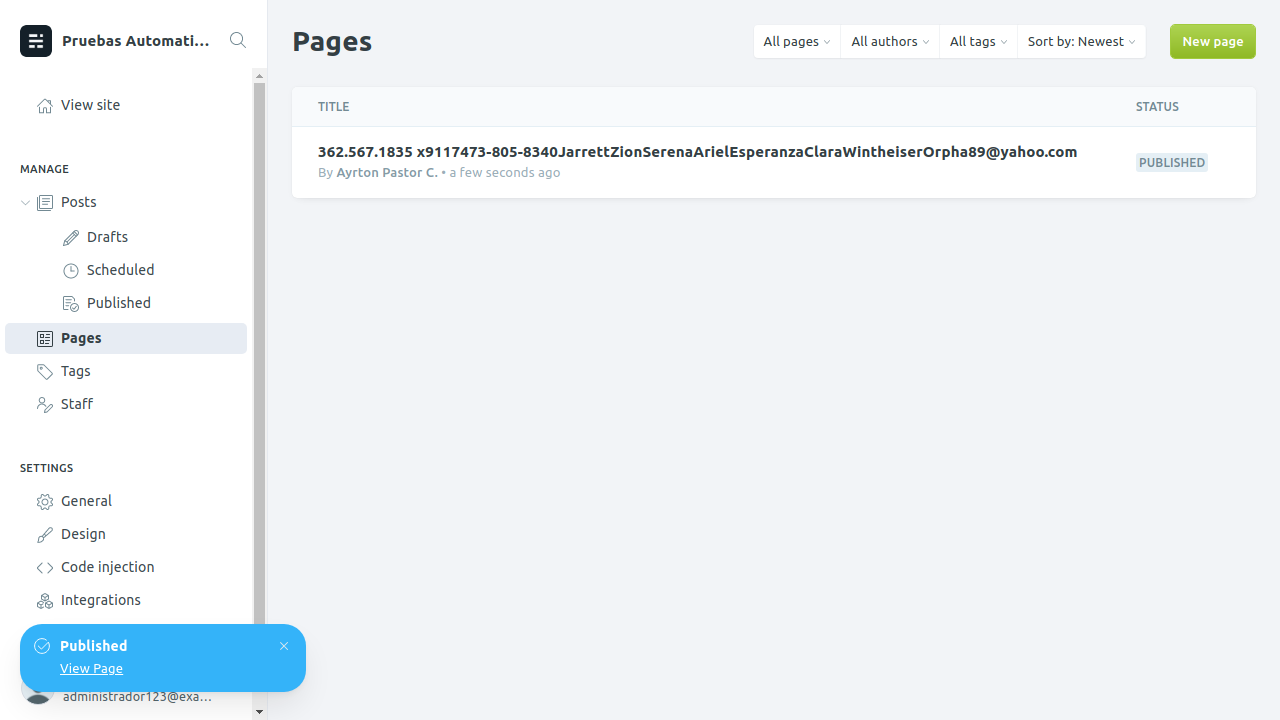 Pruebas Automati...
View site
MANAGE
Posts
Drafts
Scheduled
Published
Pages
Tags
Staff
SETTINGS
General
Design
Code injection
Integrations
Published
View Page
administrador123@exa...
Pages
All pages
All authors
All tags
Sort by: Newest
New page
TITLE
STATUS
362.567.1835 x9117473-805-8340JarrettZionSerenaArielEsperanzaClaraWintheiserOrpha89@yahoo.com
By Ayrton Pastor C. • a few seconds ago
PUBLISHED